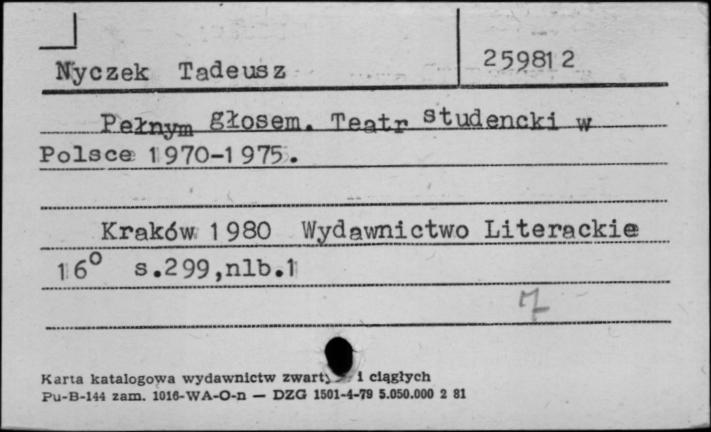 Nyczek Tadeusz 259812
Pełnym głosem. Teatr studencki w
Polsce 1970-1975.
Kraków 1980 Wydawnictwo Literackie
16° s.299,nlb.1
7
Karta katalogowa wydawnictw i ciągłych
Pu-B-144 zam. 1016-WA-O-n — DZG 1501-4-79 5.050.000 2 81